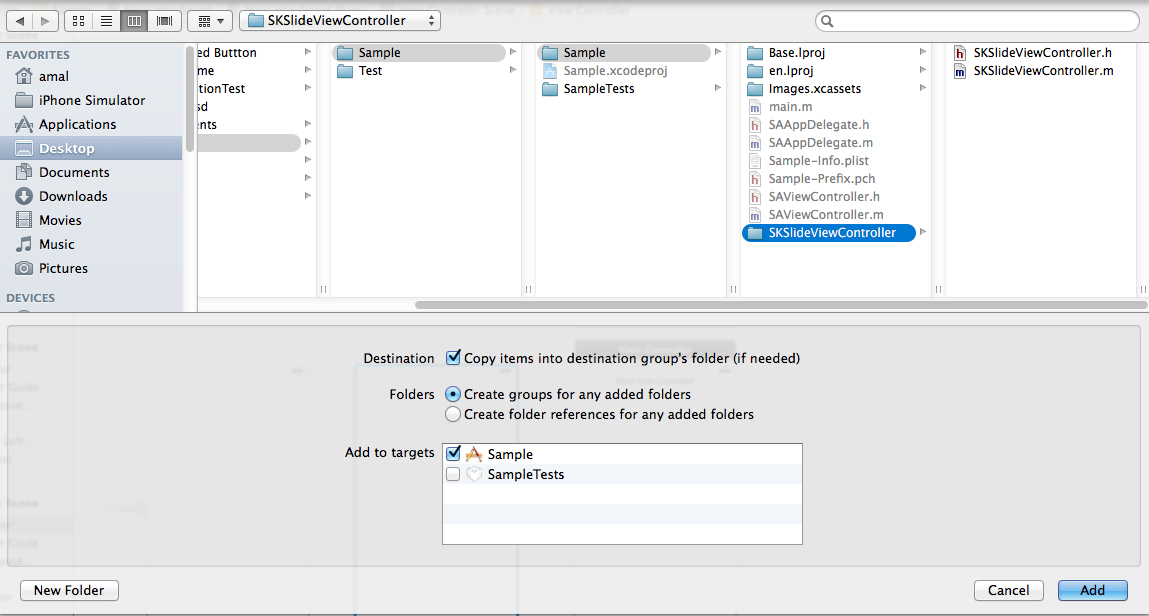 SKSlideViewController
FAVORITES
amal
iPhone Simulator
Applications
Desktop
Documents
Downloads
Movies
Music
Pictures
DEVICES
ed Buttton
me
tionTest
sd
ents
Sample
Test
Sample
Sample.xcodeproj
SampleTests
Base.lproj
en.lproj
Images.xcassets
main.m
SAAppDelegate.h
SAAppDelegate.m
Sample-Info.plist
Sample-Prefix.pch
SAViewController.h
SAViewController.m
SKSlideViewController
SKSlideViewController.h
SKSlideViewController.m
Destination Copy items into destination group's folder (if needed)
Folders Create groups for any added folders
Create folder references for any added folders
Add to targets Sample
SampleTests
New Folder Cancel Add